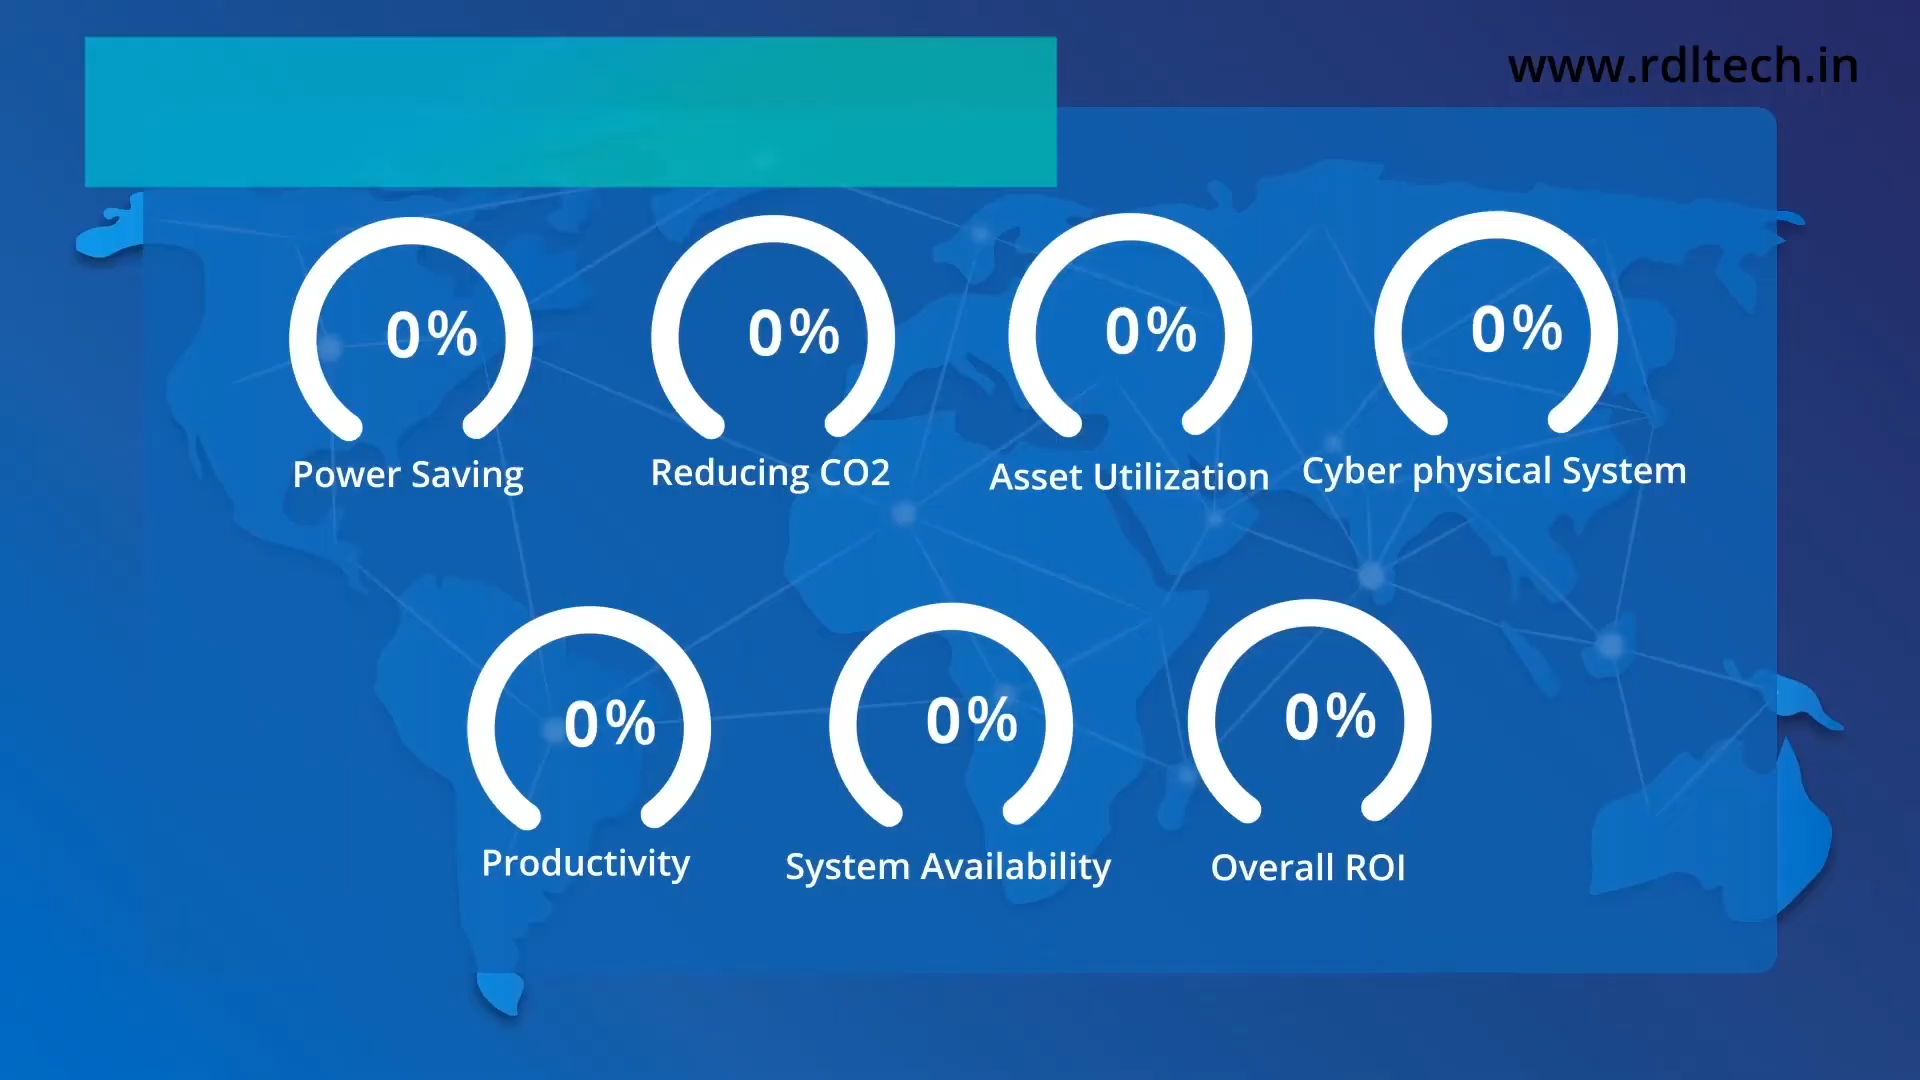 www.rdltech.in
0% 0% 0% 0%
Power Saving Reducing CO2 Asset Utilization Cyber physical System
0% 0% 0%
Productivity System Availability Overall ROI